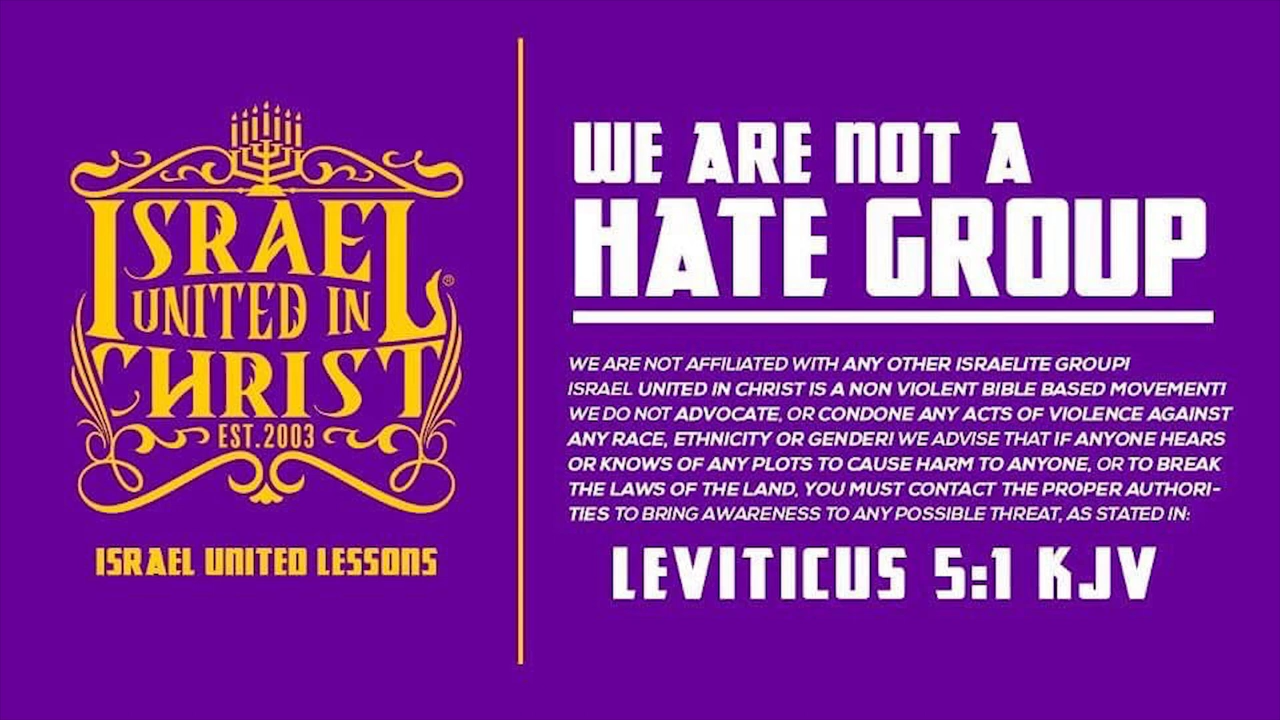 ISRAEL
UNITED IN
CHRIST
®
EST.2003
ISRAEL UNITED LESSONS
WE ARE NOT A
HATE GROUP
WE ARE NOT AFFILIATED WITH ANY OTHER ISRAELITE GROUP!
ISRAEL UNITED IN CHRIST IS A NON VIOLENT BIBLE BASED MOVEMENT!
WE DO NOT ADVOCATE, OR CONDONE ANY ACTS OF VIOLENCE AGAINST
ANY RACE, ETHNICITY OR GENDER! WE ADVISE THAT IF ANYONE HEARS
OR KNOWS OF ANY PLOTS TO CAUSE HARM TO ANYONE, OR TO BREAK
THE LAWS OF THE LAND, YOU MUST CONTACT THE PROPER AUTHORI-
TIES TO BRING AWARENESS TO ANY POSSIBLE THREAT, AS STATED IN:
LEVITICUS 5:1 KJV